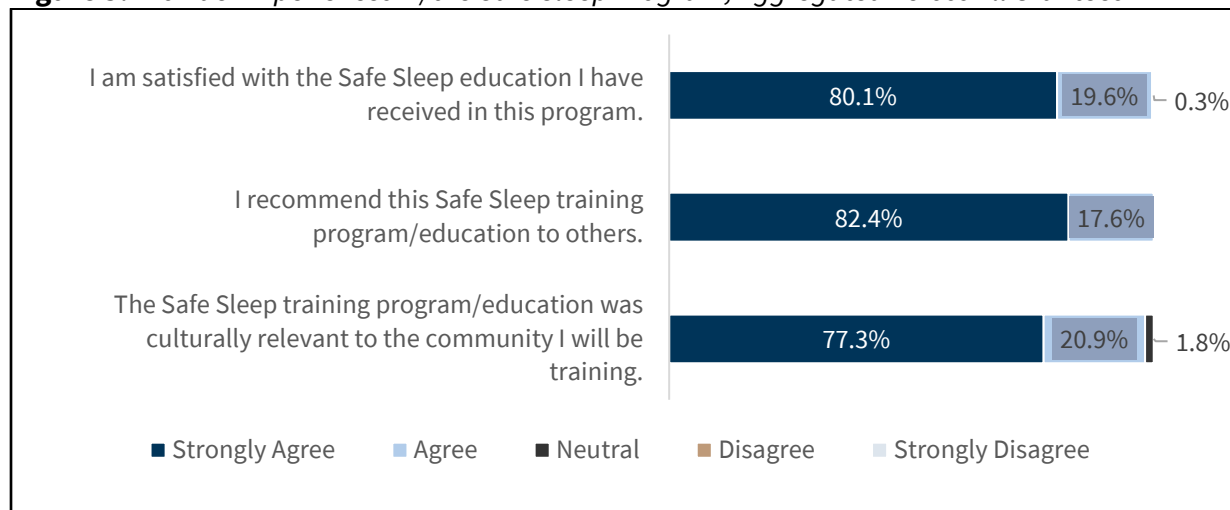 I am satisfied with the Safe Sleep education I have
received in this program.
80.1%
19.6%
0.3%
I recommend this Safe Sleep training
program/education to others.
82.4%
17.6%
The Safe Sleep training program/education was
culturally relevant to the community I will be
training.
77.3%
20.9%
1.8%
Strongly Agree
Agree
Neutral
Disagree
Strongly Disagree